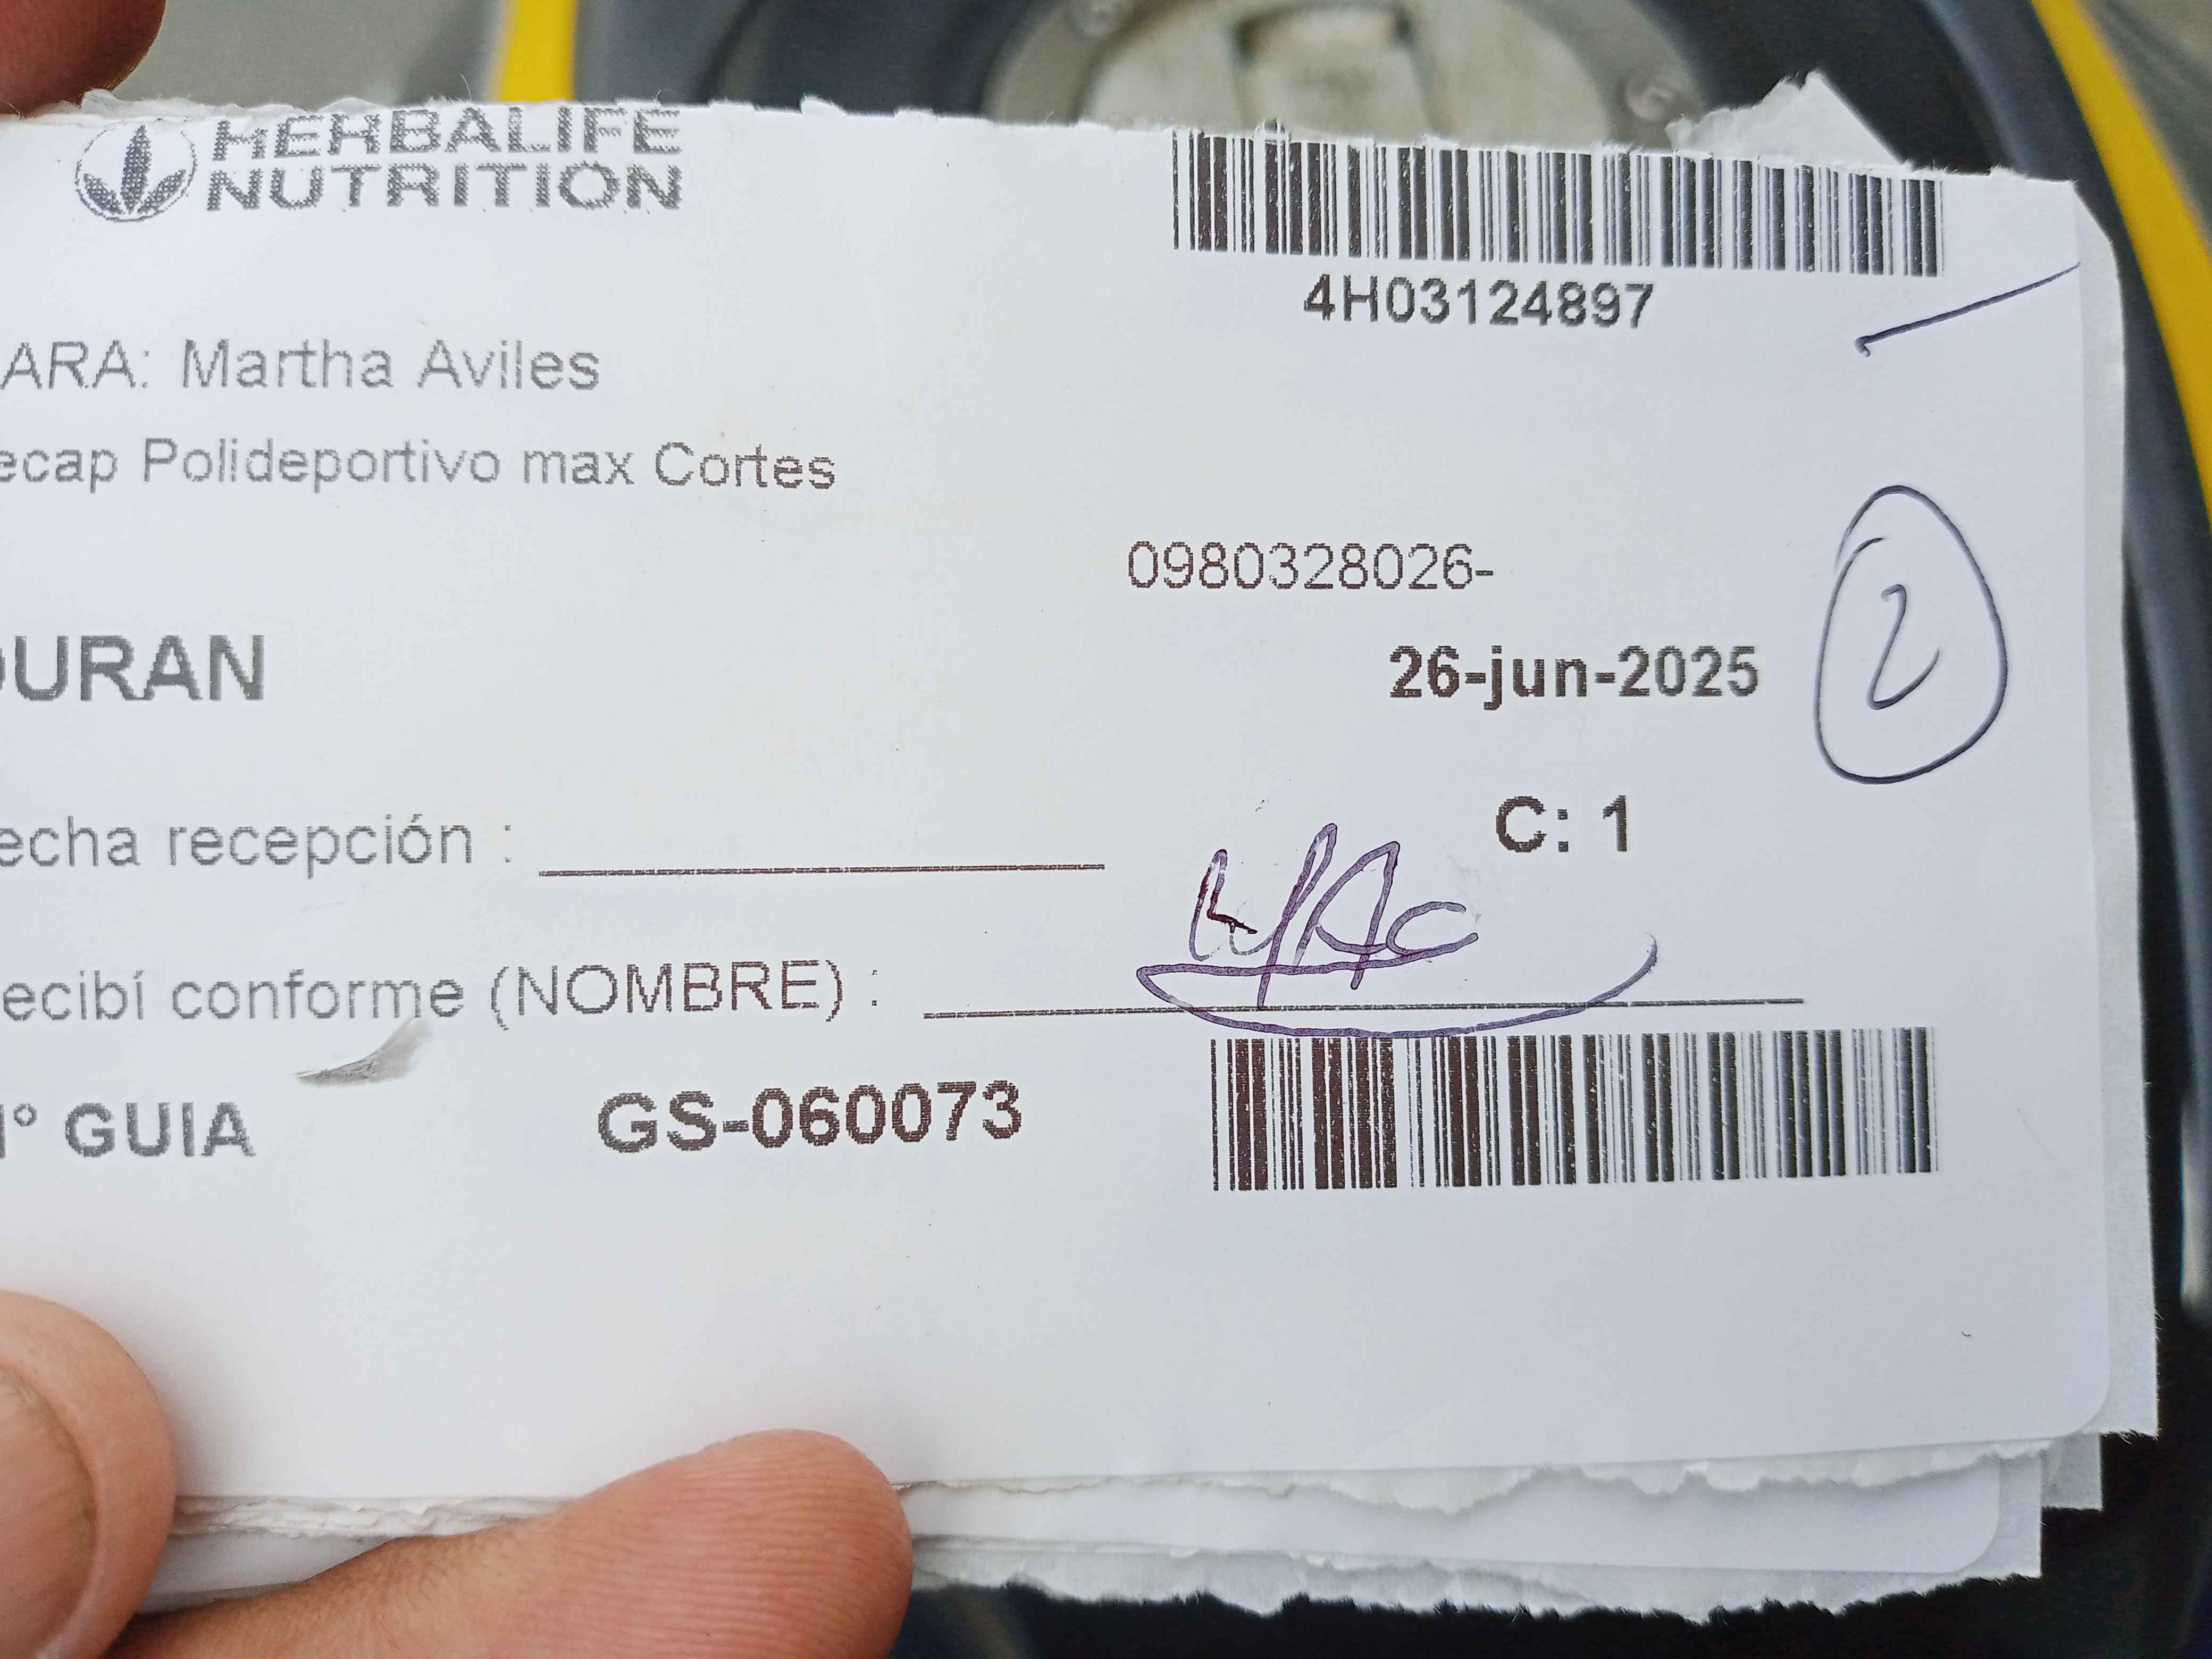 HERBALIFE
NUTRITION
4H03124897
ARA: Martha Aviles
ecap Polideportivo max Cortes
0980328026-
URAN
26-jun-2025
2
C: 1
echa recepción :
ecibí conforme (NOMBRE) :
° GUIA GS-060073